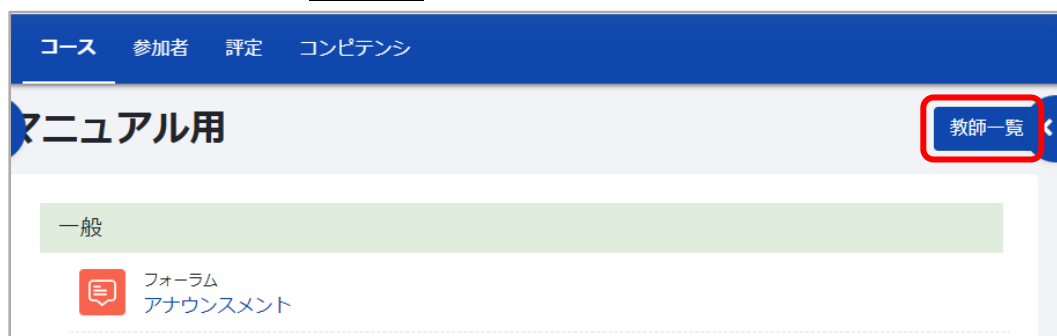 コース 参加者 評定 コンピテンシ
マニュアル用
教師一覧
一般
フォーラム
アナウンスメント